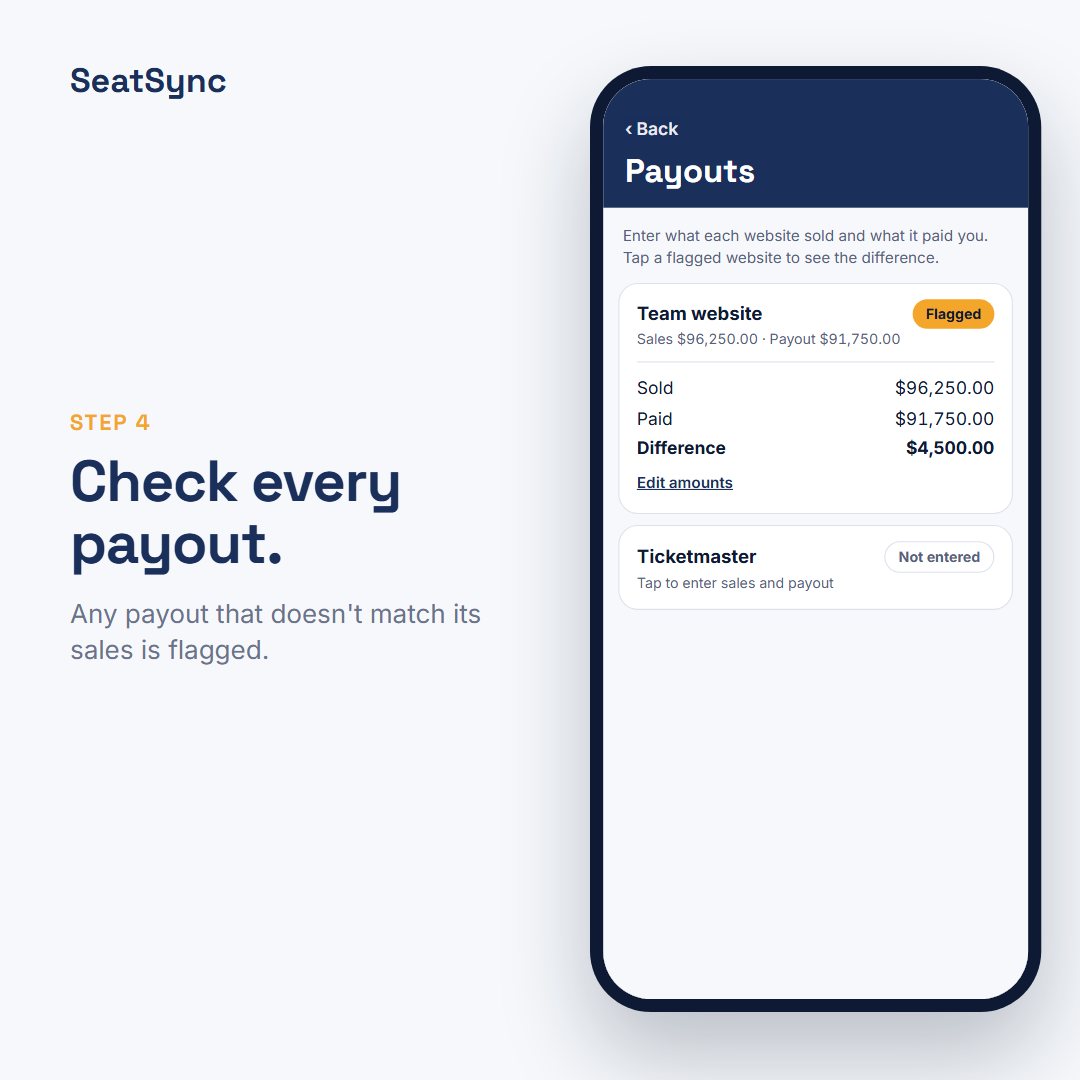 SeatSync
STEP 4
Check every
payout.
Any payout that doesn't match its
sales is flagged.
‹ Back
Payouts
Enter what each website sold and what it paid you.
Tap a flagged website to see the difference.
Team website
Flagged
Sales $96,250.00 · Payout $91,750.00
Sold $96,250.00
Paid $91,750.00
Difference $4,500.00
Edit amounts
Ticketmaster
Not entered
Tap to enter sales and payout